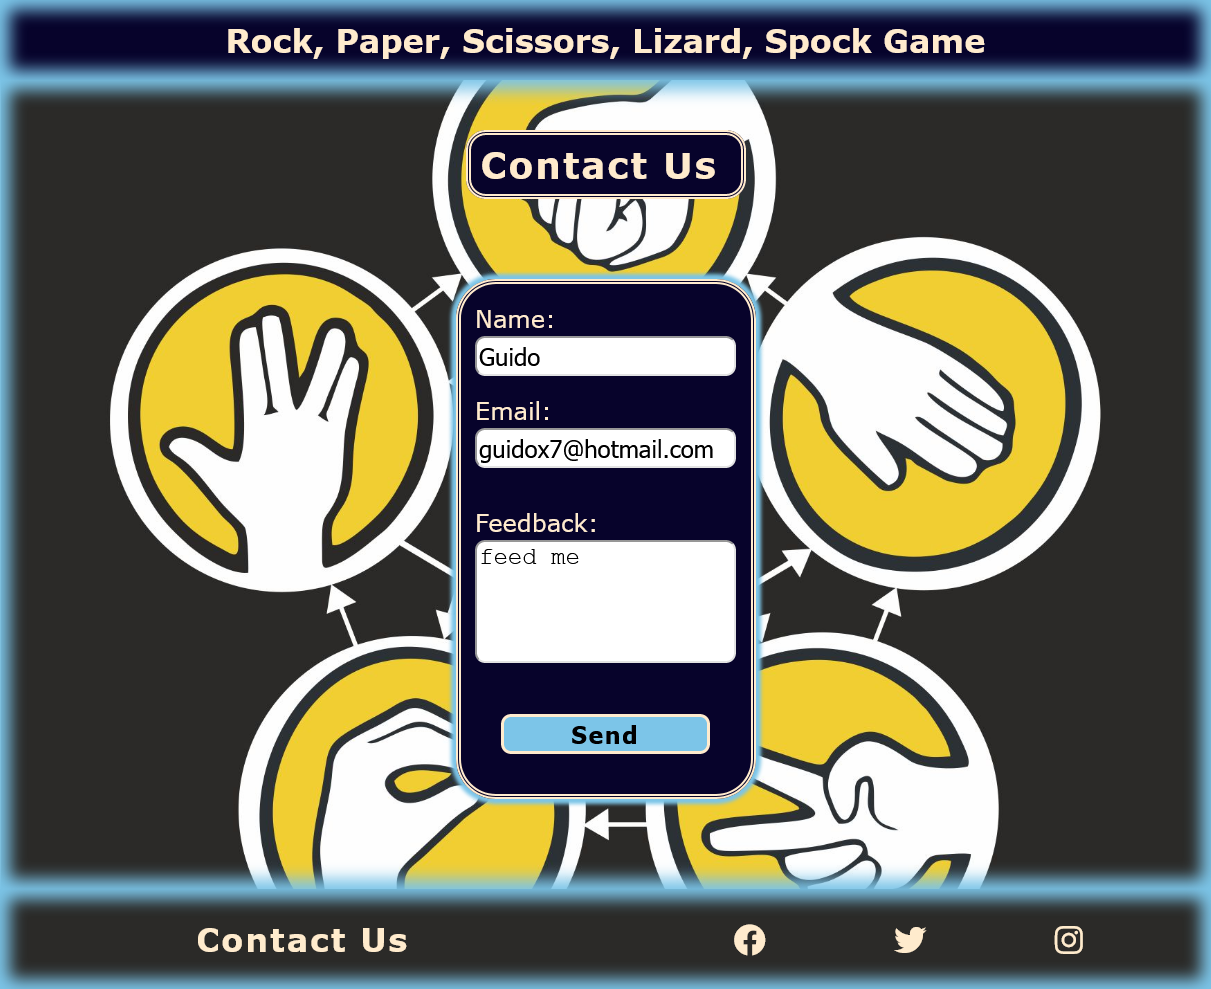 Rock, Paper, Scissors, Lizard, Spock Game
Contact Us
Name:
Guido
Email:
guidox7@hotmail.com
Feedback:
feed me
Send
Contact Us